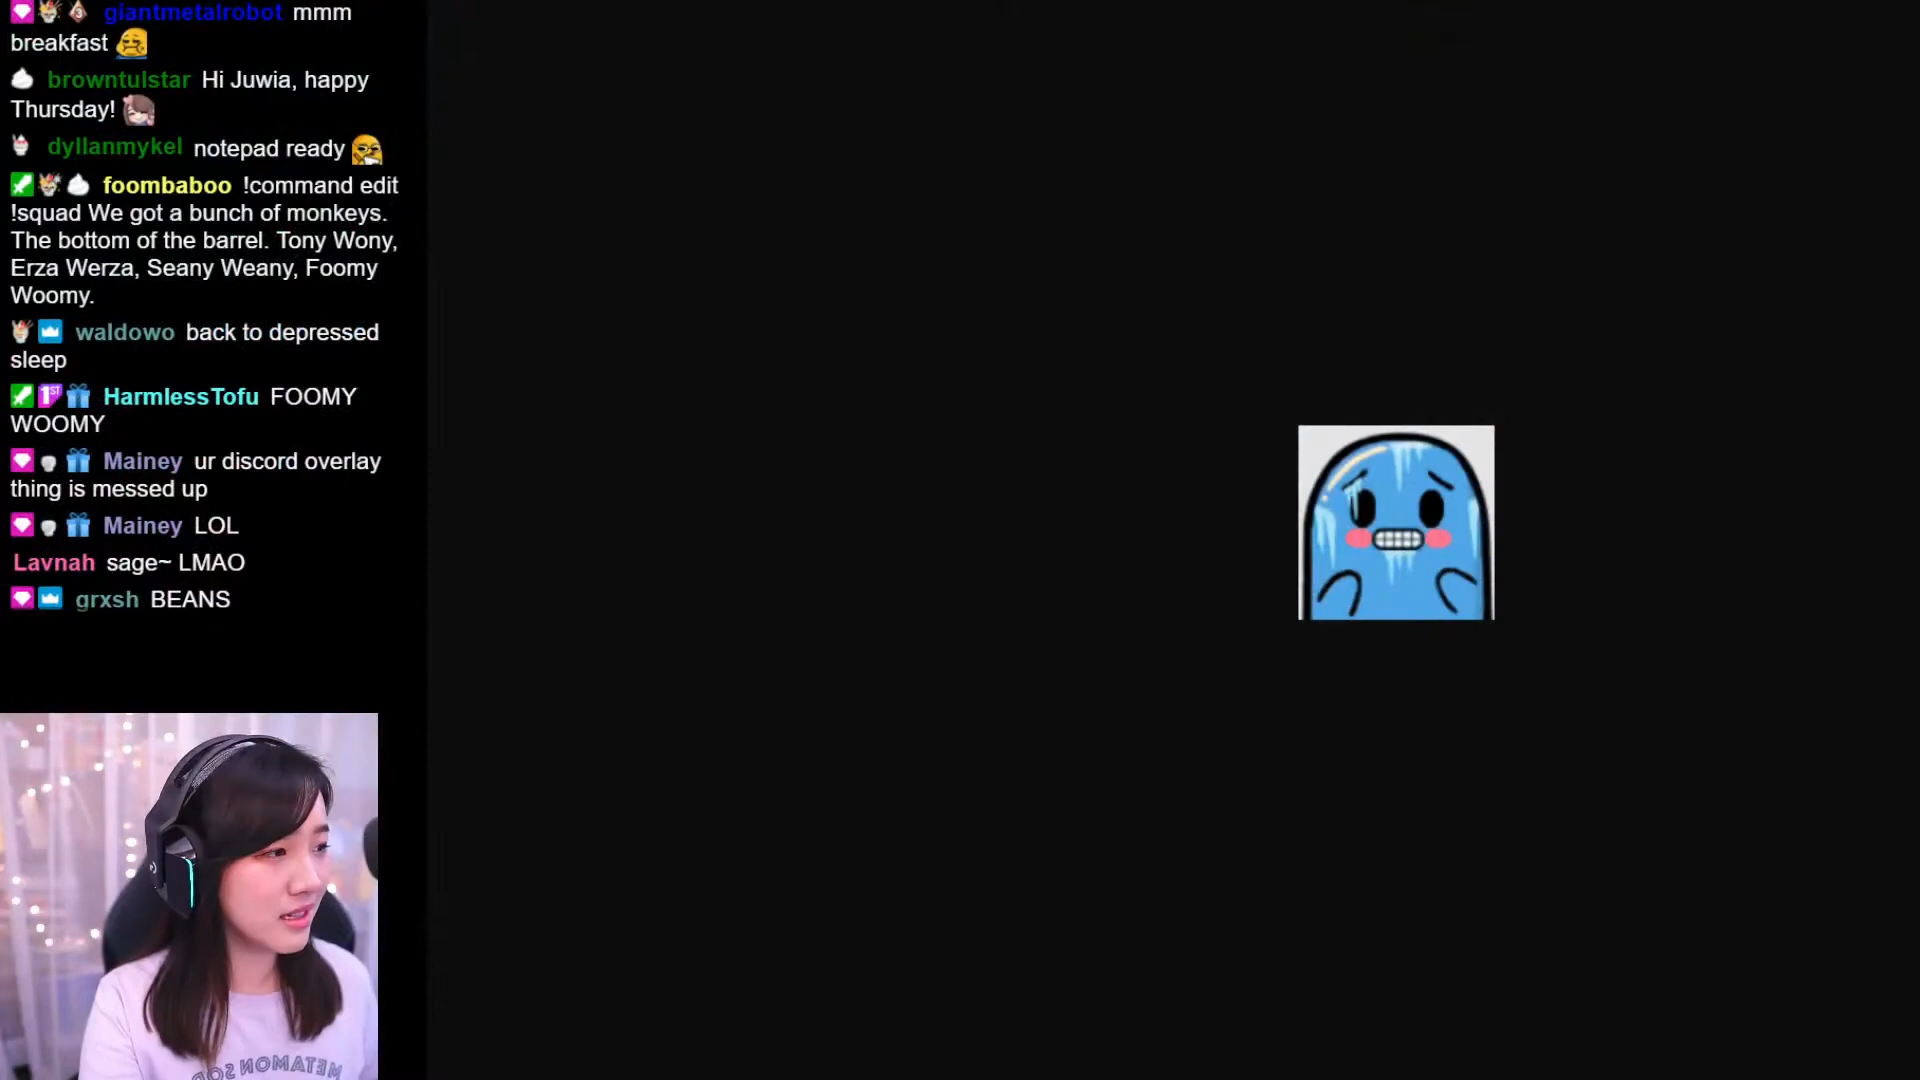 giantmetalrobot mmm
breakfast
browntulstar Hi Juwia, happy
Thursday!
dyllanmykel notepad ready
foombaboo !command edit
!squad We got a bunch of monkeys.
The bottom of the barrel. Tony Wony,
Erza Werza, Seany Weany, Foomy
Woomy.
waldowo back to depressed
sleep
1ST HarmlessTofu FOOMY
WOOMY
Mainey ur discord overlay
thing is messed up
Mainey LOL
Lavnah sage~ LMAO
grxsh BEANS